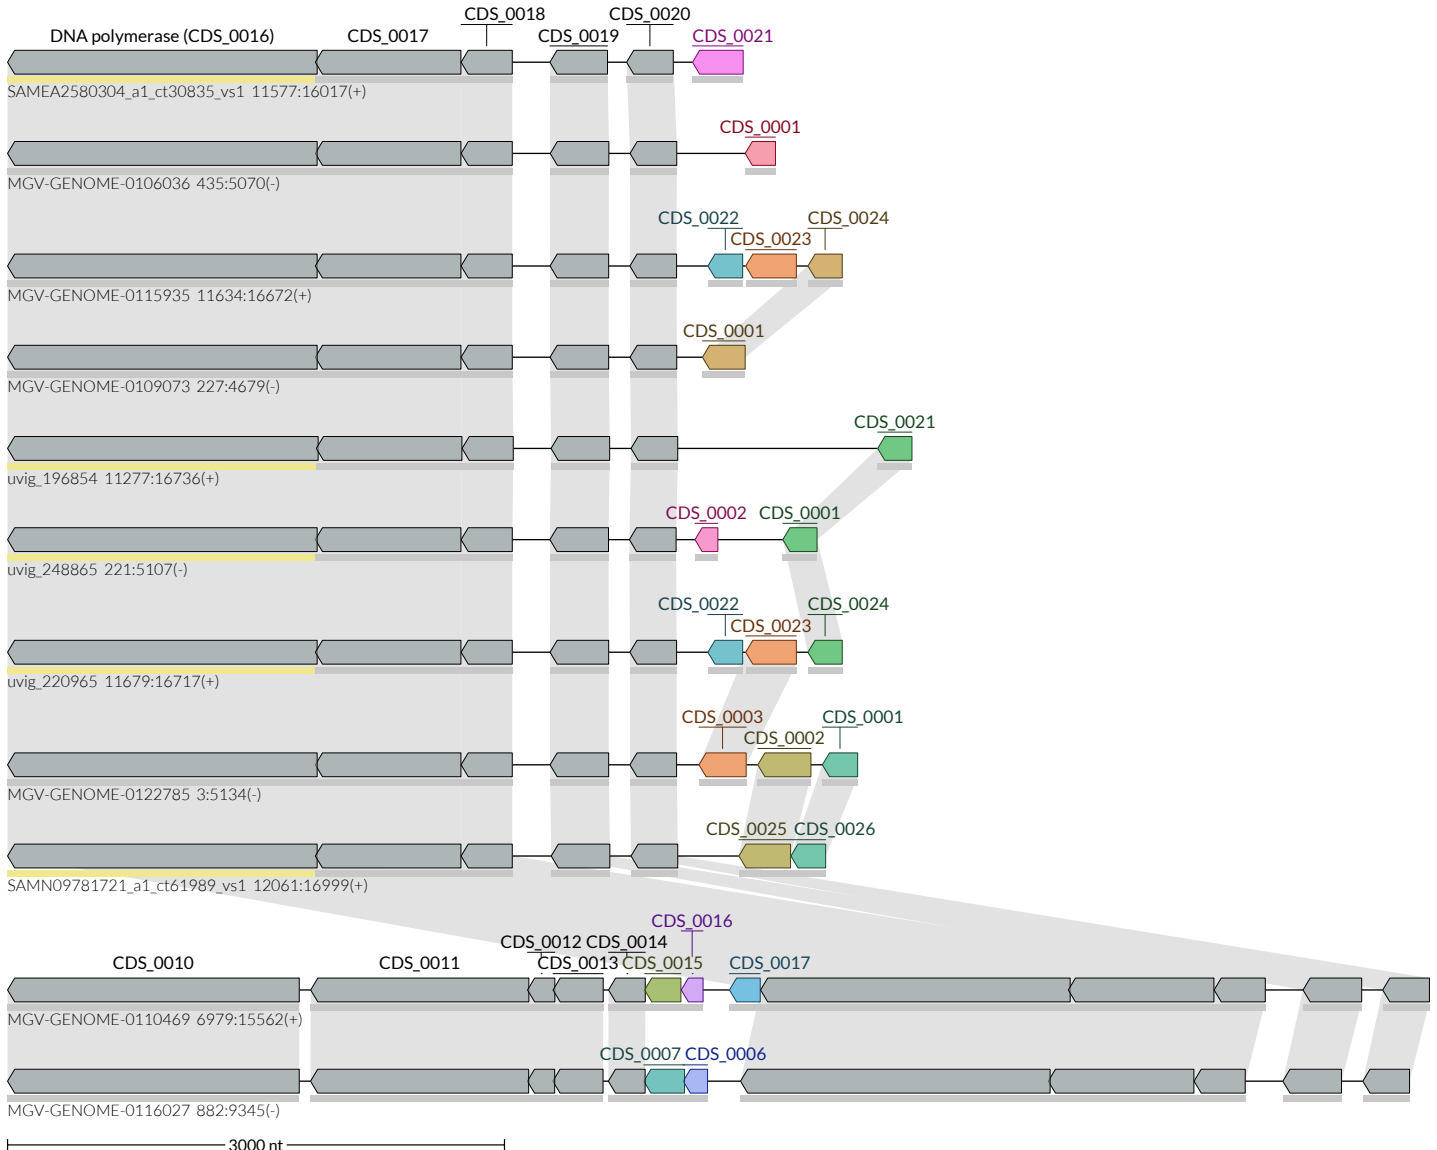 CDS_0018 CDS_0020
DNA polymerase (CDS_0016) CDS_0017 CDS_0019 CDS_0021
SAMEA2580304_a1_ct30835_vs1 11577:16017(+)
CDS_0001
MGV-GENOME-0106036 435:5070(-)
CDS_0022 CDS_0024
CDS_0023
MGV-GENOME-0115935 11634:16672(+)
CDS_0001
MGV-GENOME-0109073 227:4679(-)
CDS_0021
uvig_196854 11277:16736(+)
CDS_0002 CDS_0001
uvig_248865 221:5107(-)
CDS_0022 CDS_0024
CDS_0023
uvig_220965 11679:16717(+)
CDS_0003 CDS_0001
CDS_0002
MGV-GENOME-0122785 3:5134(-)
CDS_0025 CDS_0026
SAMN09781721_a1_ct61989_vs1 12061:16999(+)
CDS_0016
CDS_0012 CDS_0014
CDS_0010 CDS_0011 CDS_0013 CDS_0015 CDS_0017
MGV-GENOME-0110469 6979:15562(+)
CDS_0007 CDS_0006
MGV-GENOME-0116027 882:9345(-)
3000 nt